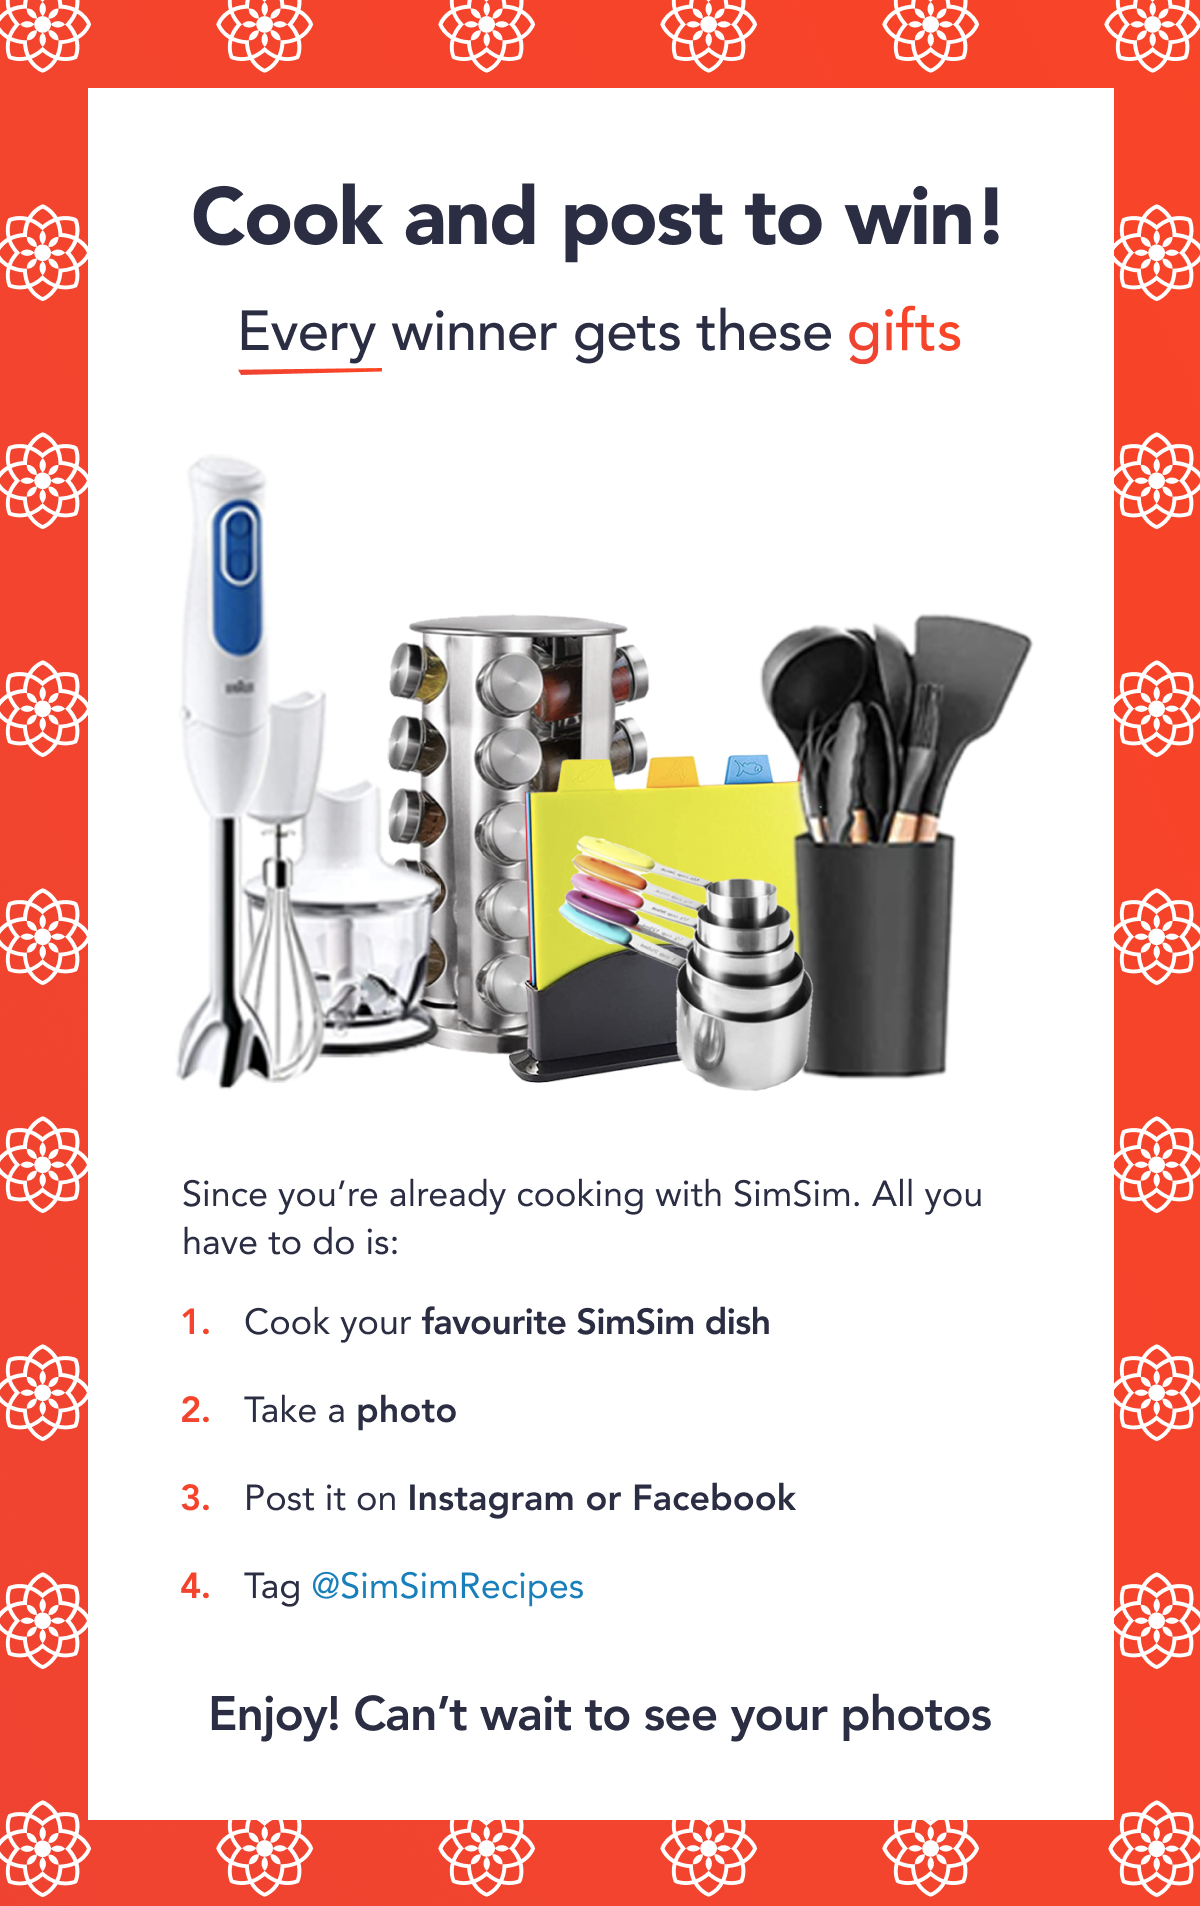 Cook and post to win!
Every winner gets these gifts
BRAUN
Since you’re already cooking with SimSim. All you
have to do is:
1. Cook your favourite SimSim dish
2. Take a photo
3. Post it on Instagram or Facebook
4. Tag @SimSimRecipes
Enjoy! Can’t wait to see your photos